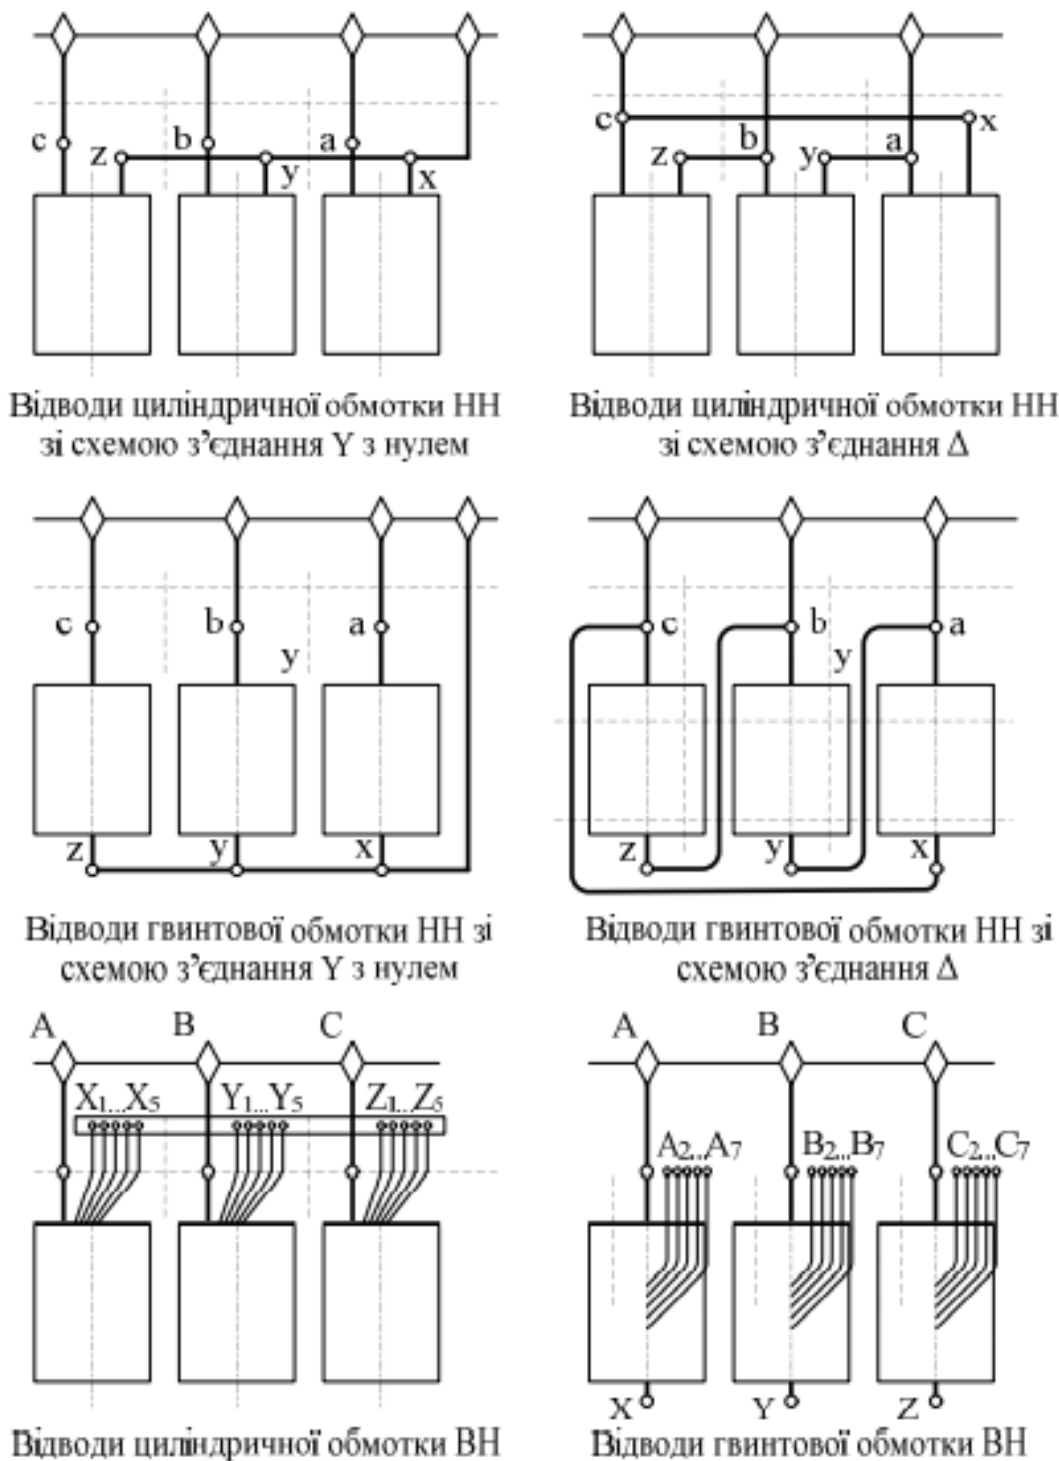 c z b y a x
c z b y a x
Відводи циліндричної обмотки НН
зі схемою з’єднання Y з нулем
Відводи циліндричної обмотки НН
зі схемою з’єднання Δ
c b a
y
z y x
c b a
y
z y x
Відводи гвинтової обмотки НН зі
схемою з’єднання Y з нулем
Відводи гвинтової обмотки НН зі
схемою з’єднання Δ
A B C
X₁...X₅ Y₁...Y₅ Z₁...Z₅
A B C
A₂...A₇ B₂...B₇ C₂...C₇
X Y Z
Відводи циліндричної обмотки ВН
Відводи гвинтової обмотки ВН